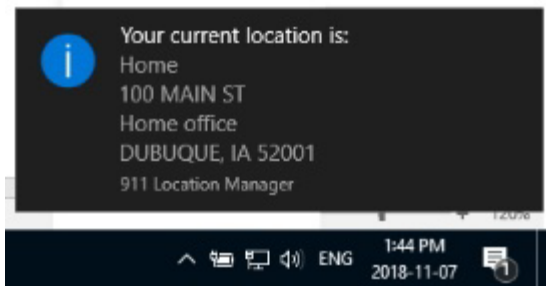 Your current location is:
Home
100 MAIN ST
Home office
DUBUQUE, IA 52001
911 Location Manager
120%
ENG
1:44 PM
2018-11-07
1